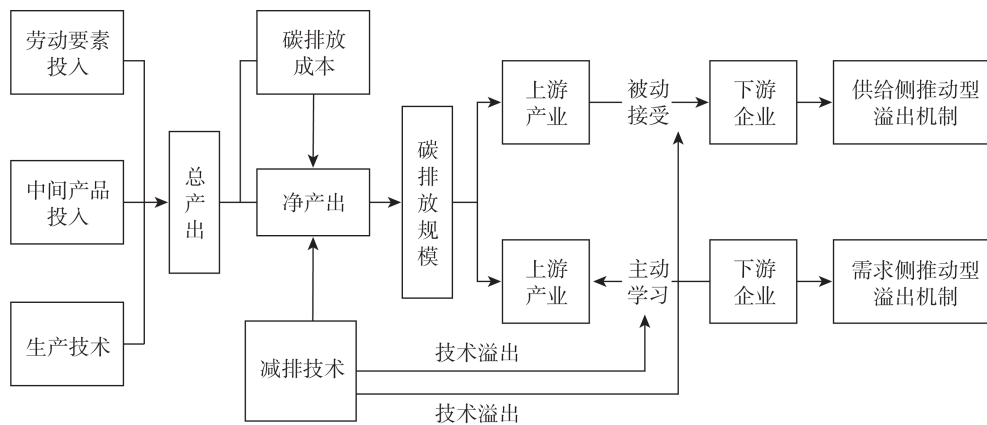 劳动要素
投入
中间产品
投入
生产技术
总
产
出
碳排放
成本
净产出
减排技术
碳
排
放
规
模
上游
产业
被动
接受
下游
企业
供给侧推动型
溢出机制
上游
产业
主动
学习
下游
企业
需求侧推动型
溢出机制
技术溢出
技术溢出